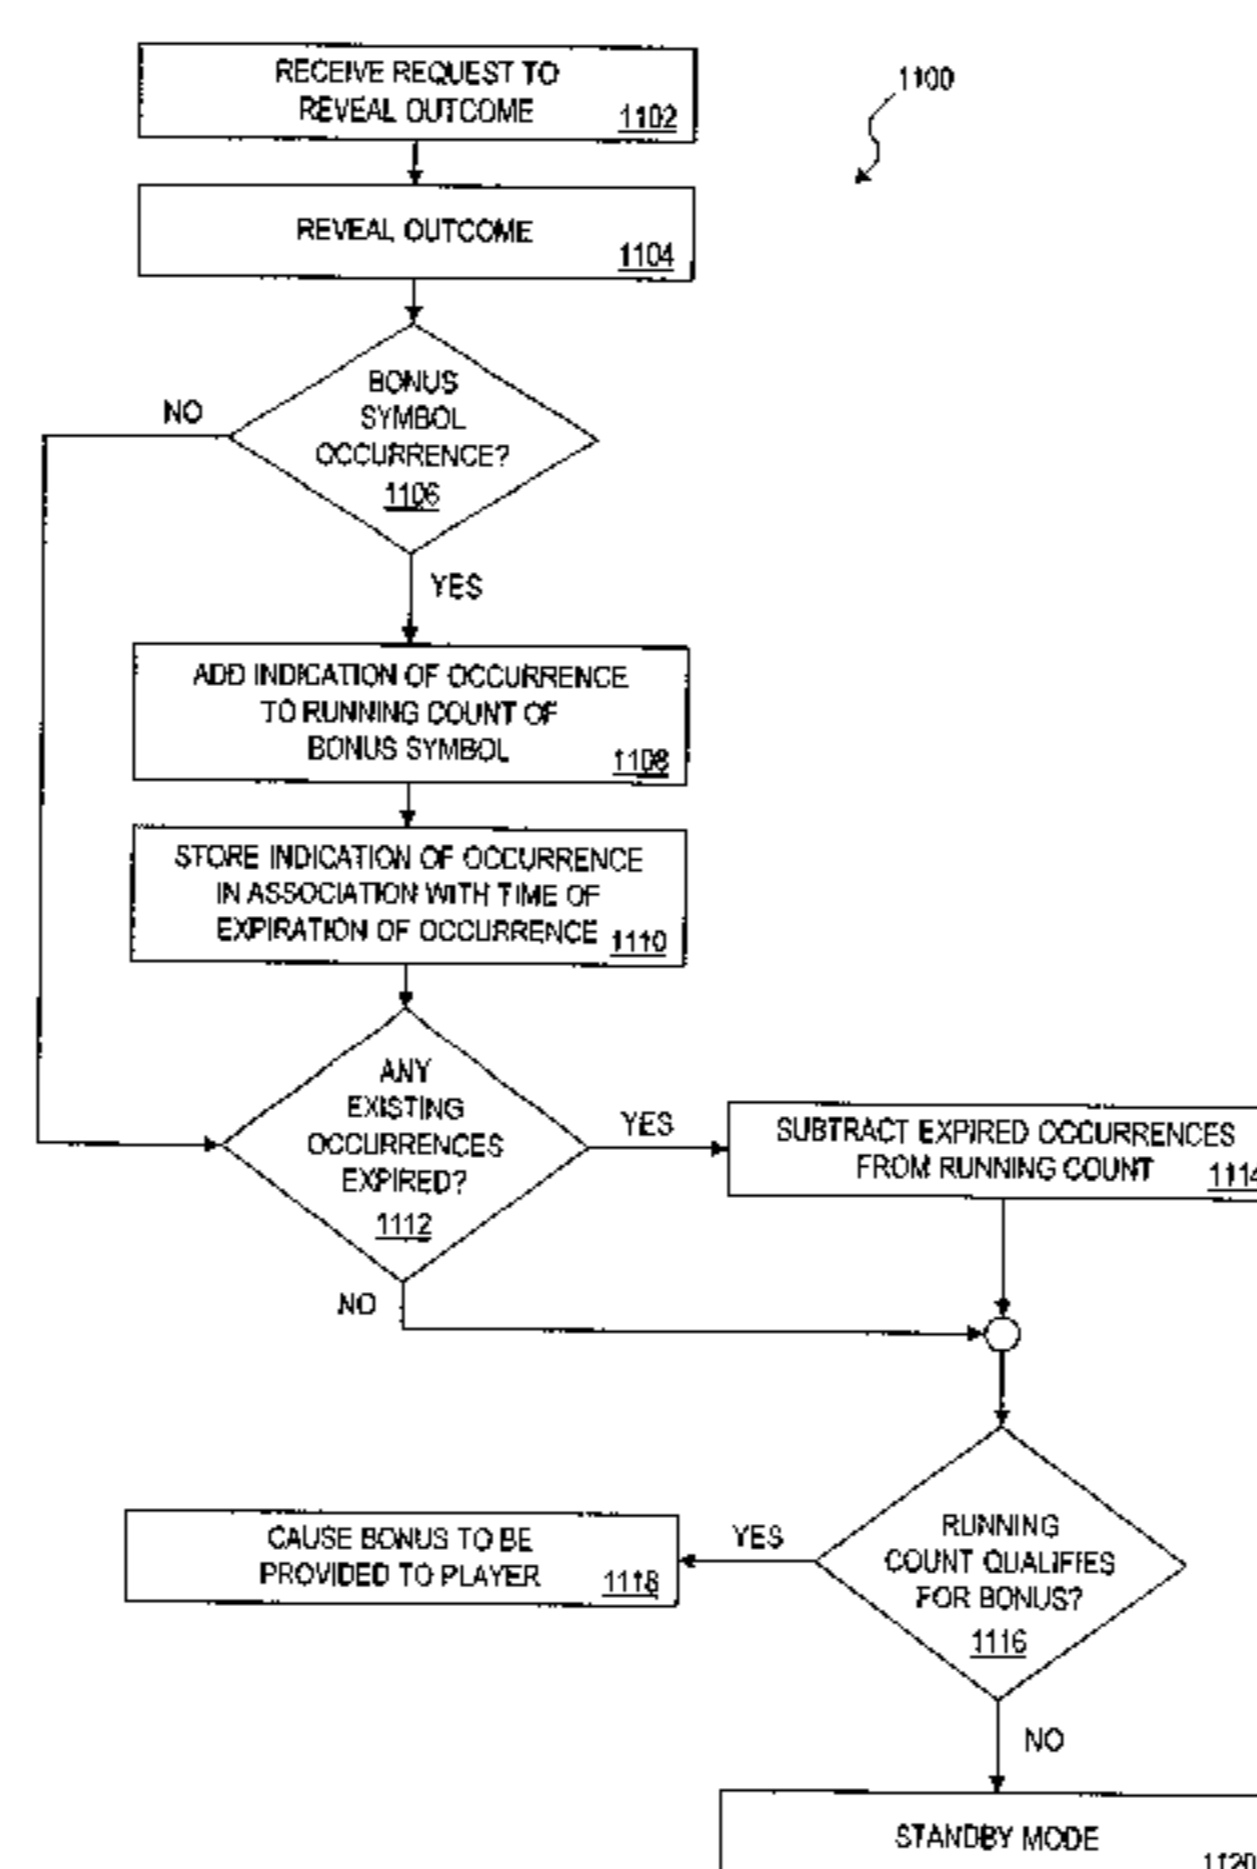 RECEIVE REQUEST TO
REVEAL OUTCOME
1102
1100
REVEAL OUTCOME
1104
BONUS
SYMBOL
OCCURRENCE?
1106
NO
YES
ADD INDICATION OF OCCURRENCE
TO RUNNING COUNT OF
BONUS SYMBOL
1108
STORE INDICATION OF OCCURRENCE
IN ASSOCIATION WITH TIME OF
EXPIRATION OF OCCURRENCE
1110
ANY
EXISTING
OCCURRENCES
EXPIRED?
1112
YES
SUBTRACT EXPIRED OCCURRENCES
FROM RUNNING COUNT
1114
NO
RUNNING
COUNT QUALIFIES
FOR BONUS?
1116
YES
CAUSE BONUS TO BE
PROVIDED TO PLAYER
1118
NO
STANDBY MODE
1120